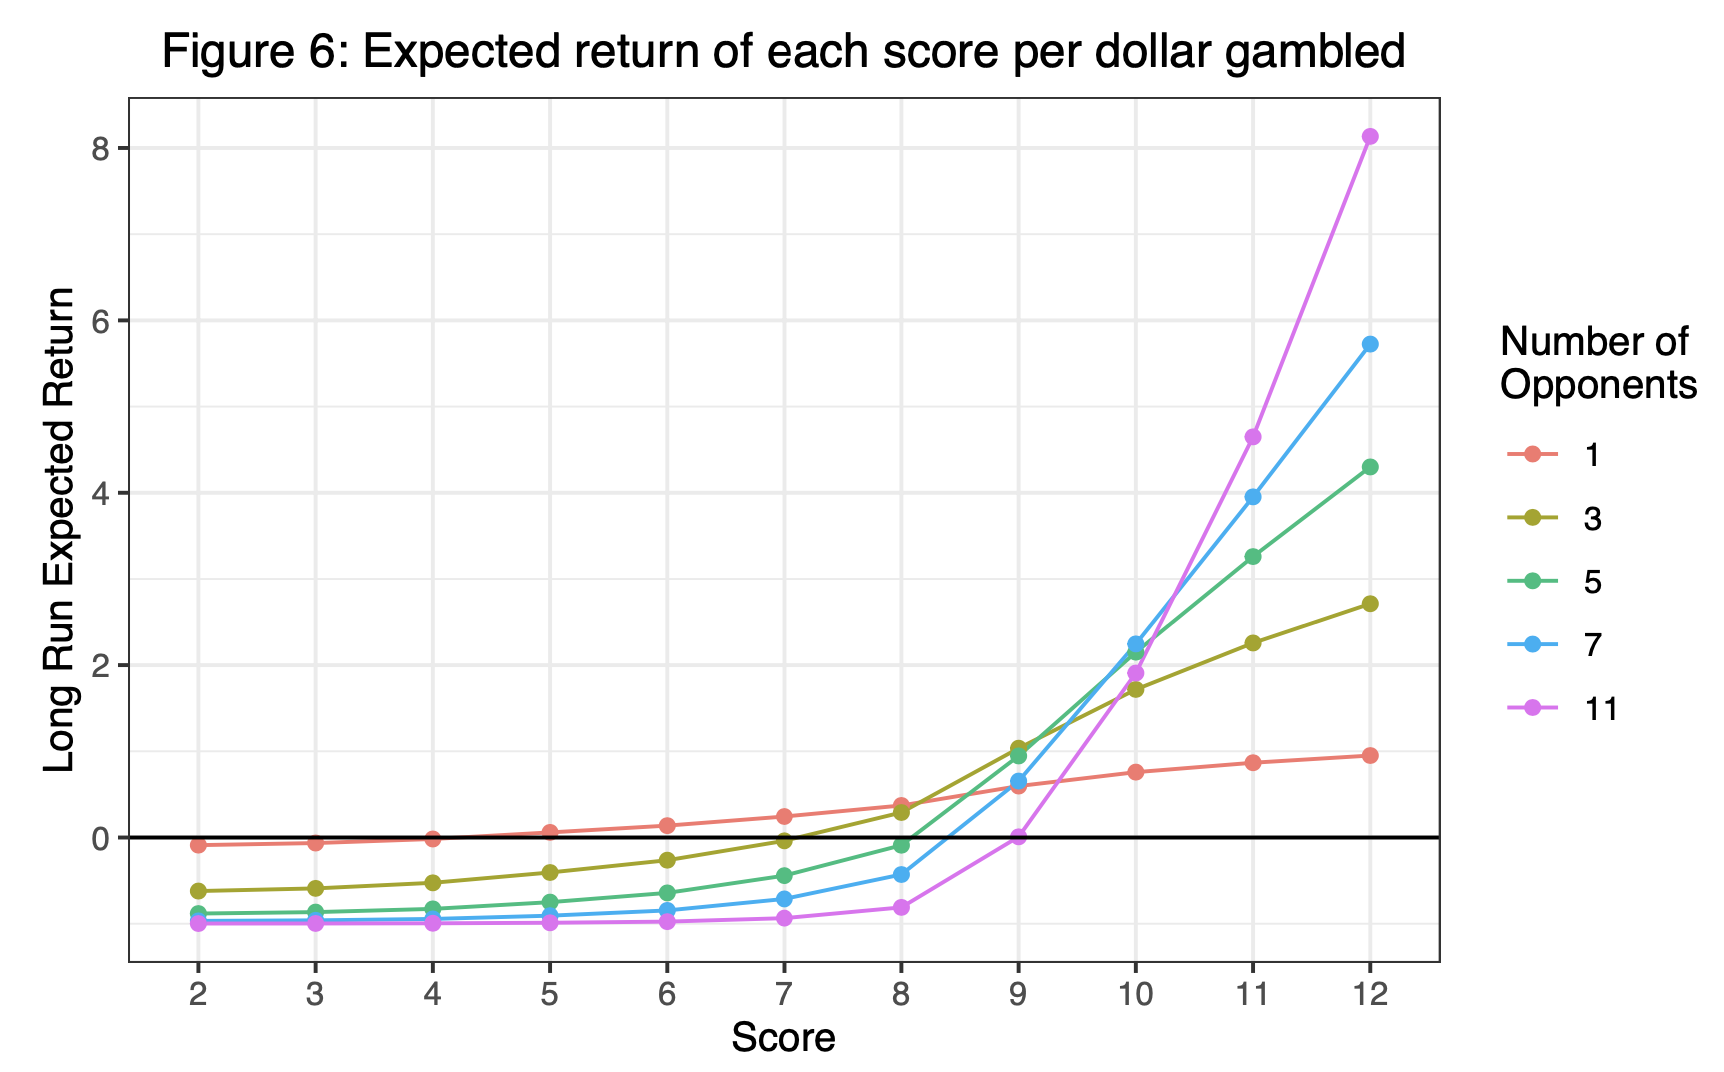 Figure 6: Expected return of each score per dollar gambled
Long Run Expected Return
8
6
4
2
0
2 3 4 5 6 7 8 9 10 11 12
Score
Number of
Opponents
1
3
5
7
11